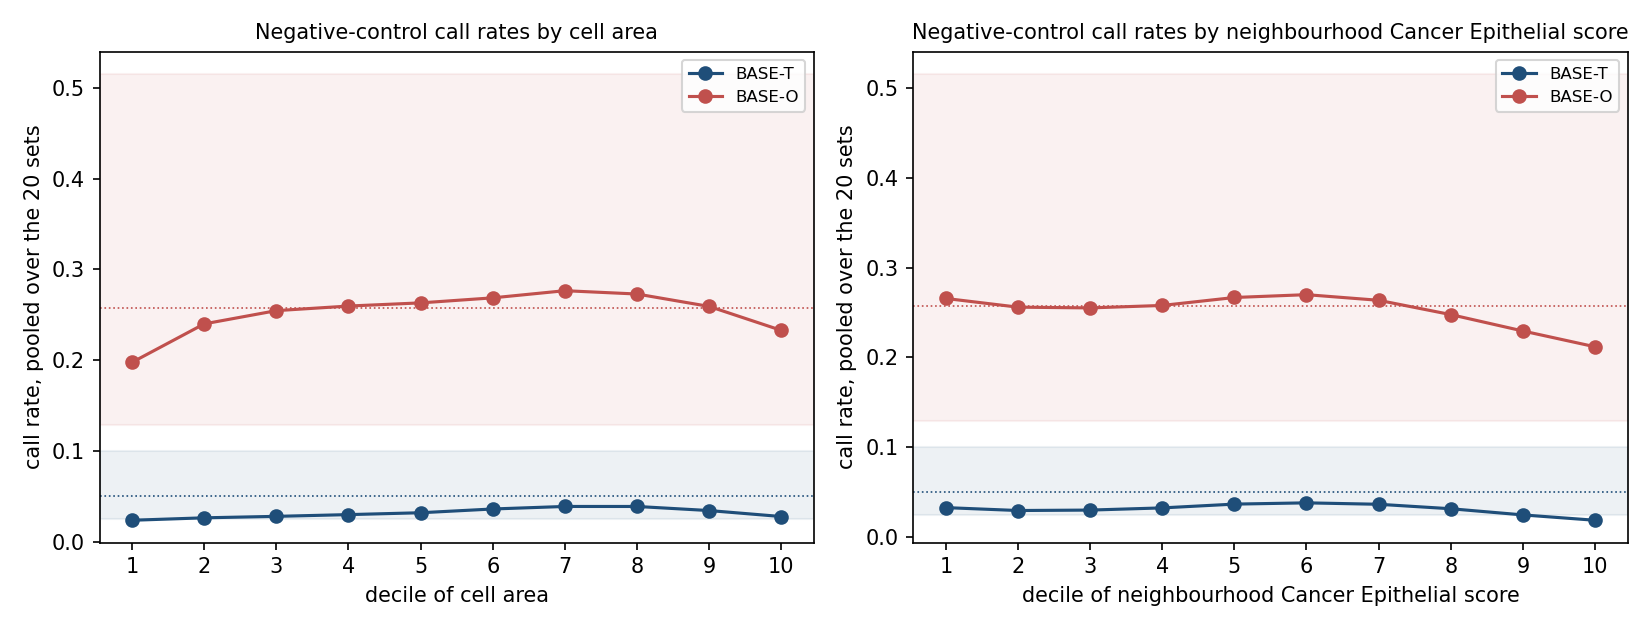 Negative-control call rates by cell area
call rate, pooled over the 20 sets
0.5
0.4
0.3
0.2
0.1
0.0
BASE-T
BASE-O
1 2 3 4 5 6 7 8 9 10
decile of cell area
Negative-control call rates by neighbourhood Cancer Epithelial score
call rate, pooled over the 20 sets
0.5
0.4
0.3
0.2
0.1
0.0
BASE-T
BASE-O
1 2 3 4 5 6 7 8 9 10
decile of neighbourhood Cancer Epithelial score